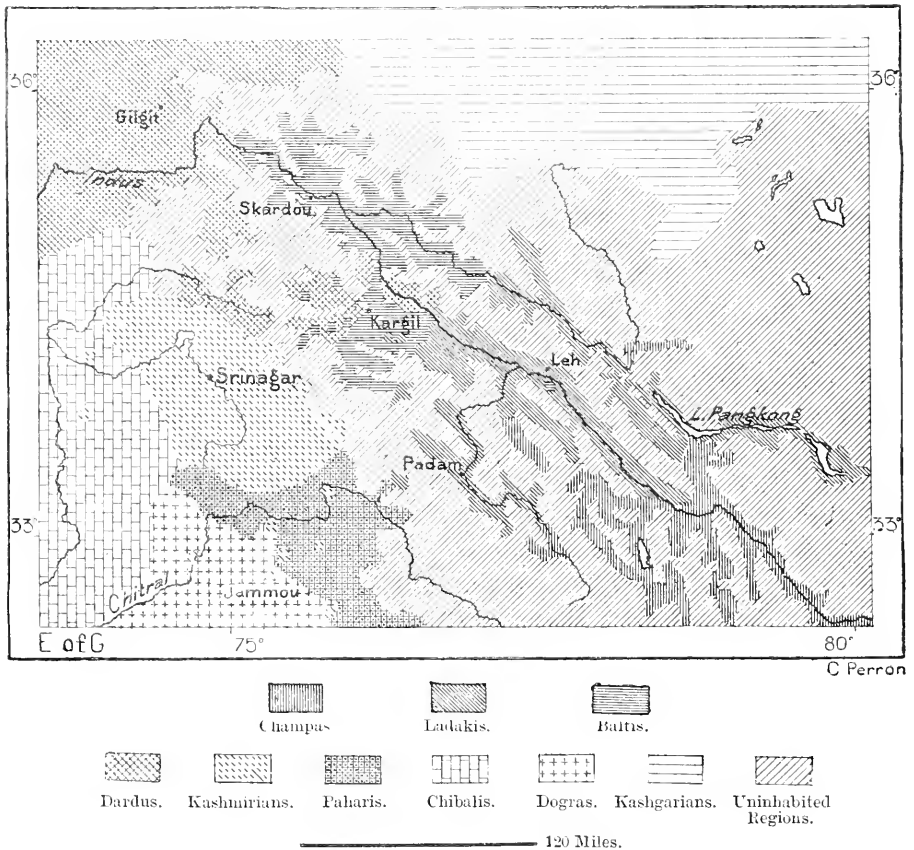 36° 36°
Gilgit
Indus
Skardou
Kargil
Leh
Srinagar
L. Pangkong
Padam
33° 33°
Chitral
Jammou
E of G 75° 80°
C Perron
Champas Ladakis. Baltis.
Dardus. Kashmirians. Paharis. Chibalis. Dogras. Kashgarians. Uninhabited
Regions.
120 Miles.